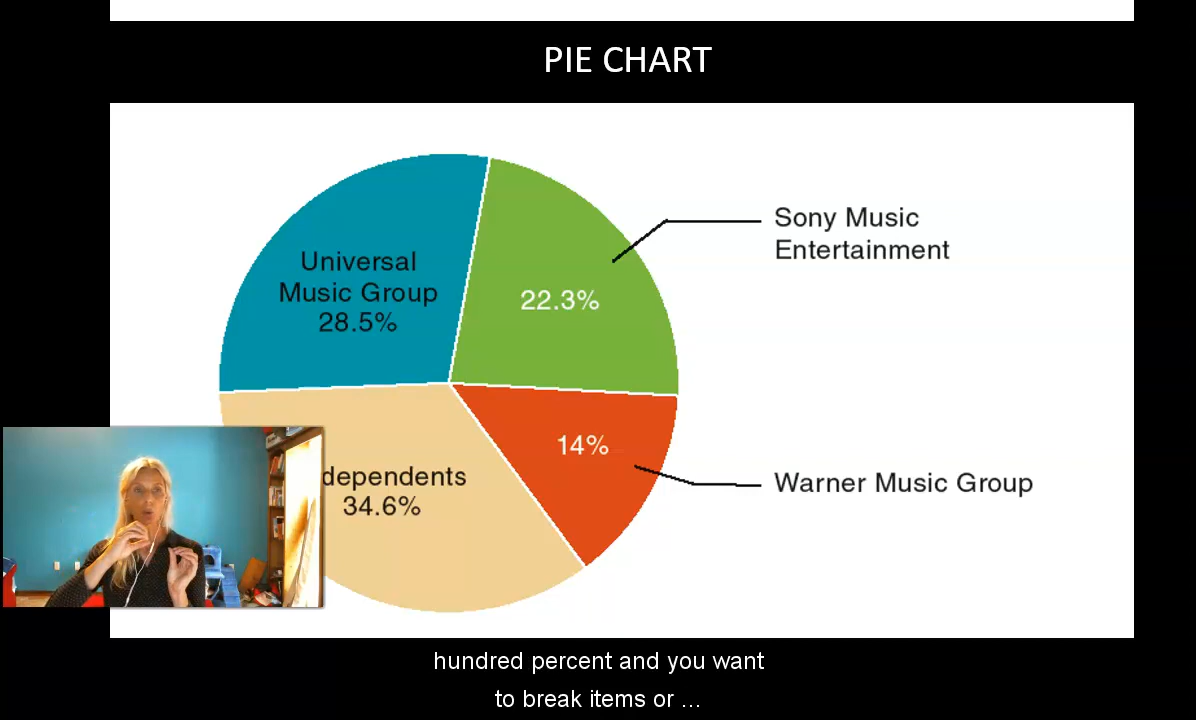 PIE CHART
Universal
Music Group
28.5%
22.3%
Sony Music
Entertainment
14%
Warner Music Group
dependents
34.6%
hundred percent and you want
to break items or ...